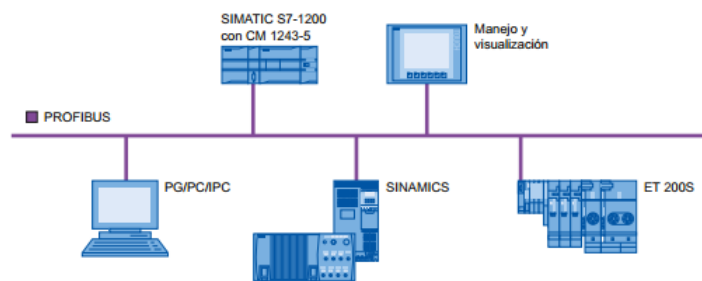 SIMATIC S7-1200
con CM 1243-5
Manejo y
visualización
PROFIBUS
PG/PC/IPC
SINAMICS
ET 200S